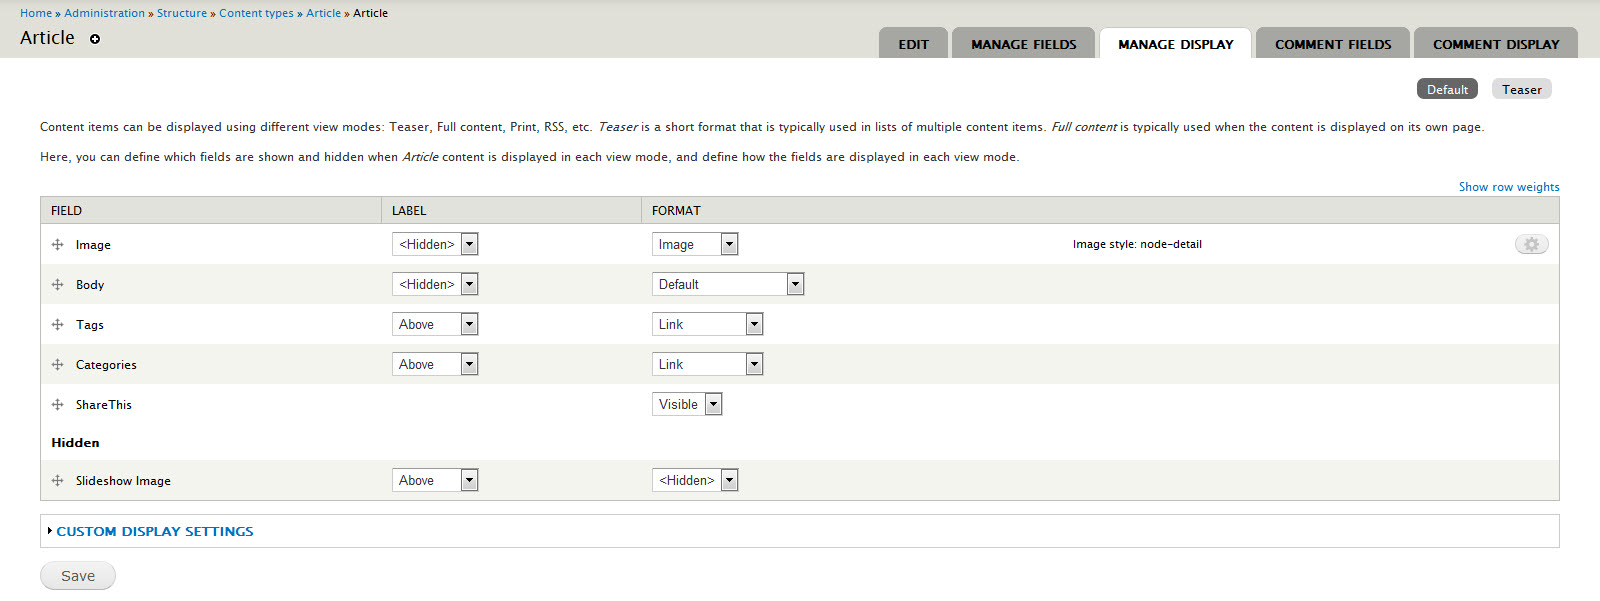 Home » Administration » Structure » Content types » Article » Article
Article
EDIT MANAGE FIELDS MANAGE DISPLAY COMMENT FIELDS COMMENT DISPLAY
Default Teaser
Content items can be displayed using different view modes: Teaser, Full content, Print, RSS, etc. Teaser is a short format that is typically used in lists of multiple content items. Full content is typically used when the content is displayed on its own page.
Here, you can define which fields are shown and hidden when Article content is displayed in each view mode, and define how the fields are displayed in each view mode.
Show row weights
FIELD LABEL FORMAT
Image <Hidden> Image Image style: node-detail
Body <Hidden> Default
Tags Above Link
Categories Above Link
ShareThis Visible
Hidden
Slideshow Image Above <Hidden>
CUSTOM DISPLAY SETTINGS
Save